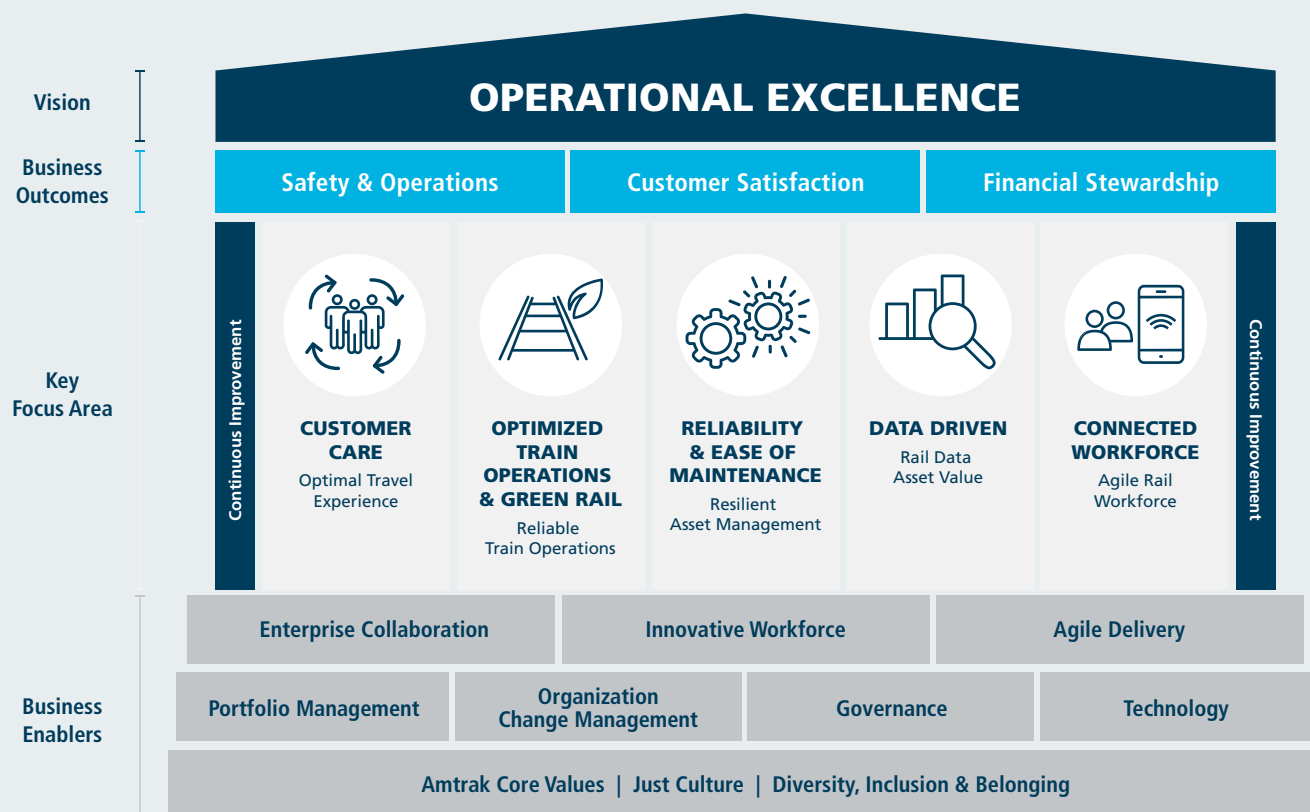 Vision
OPERATIONAL EXCELLENCE
Business
Outcomes
Safety & Operations
Customer Satisfaction
Financial Stewardship
Key
Focus Area
Continuous Improvement
CUSTOMER
CARE
Optimal Travel
Experience
OPTIMIZED
TRAIN
OPERATIONS
& GREEN RAIL
Reliable
Train Operations
RELIABILITY
& EASE OF
MAINTENANCE
Resilient
Asset Management
DATA DRIVEN
Rail Data
Asset Value
CONNECTED
WORKFORCE
Agile Rail
Workforce
Continuous Improvement
Business
Enablers
Enterprise Collaboration
Innovative Workforce
Agile Delivery
Portfolio Management
Organization
Change Management
Governance
Technology
Amtrak Core Values | Just Culture | Diversity, Inclusion & Belonging